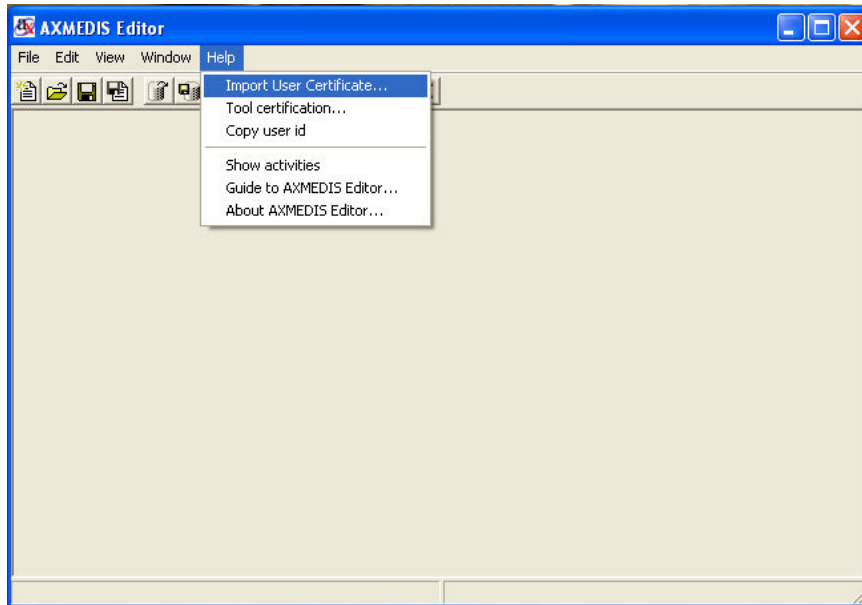 AXMEDIS Editor
File Edit View Window Help
Import User Certificate...
Tool certification...
Copy user id
Show activities
Guide to AXMEDIS Editor...
About AXMEDIS Editor...